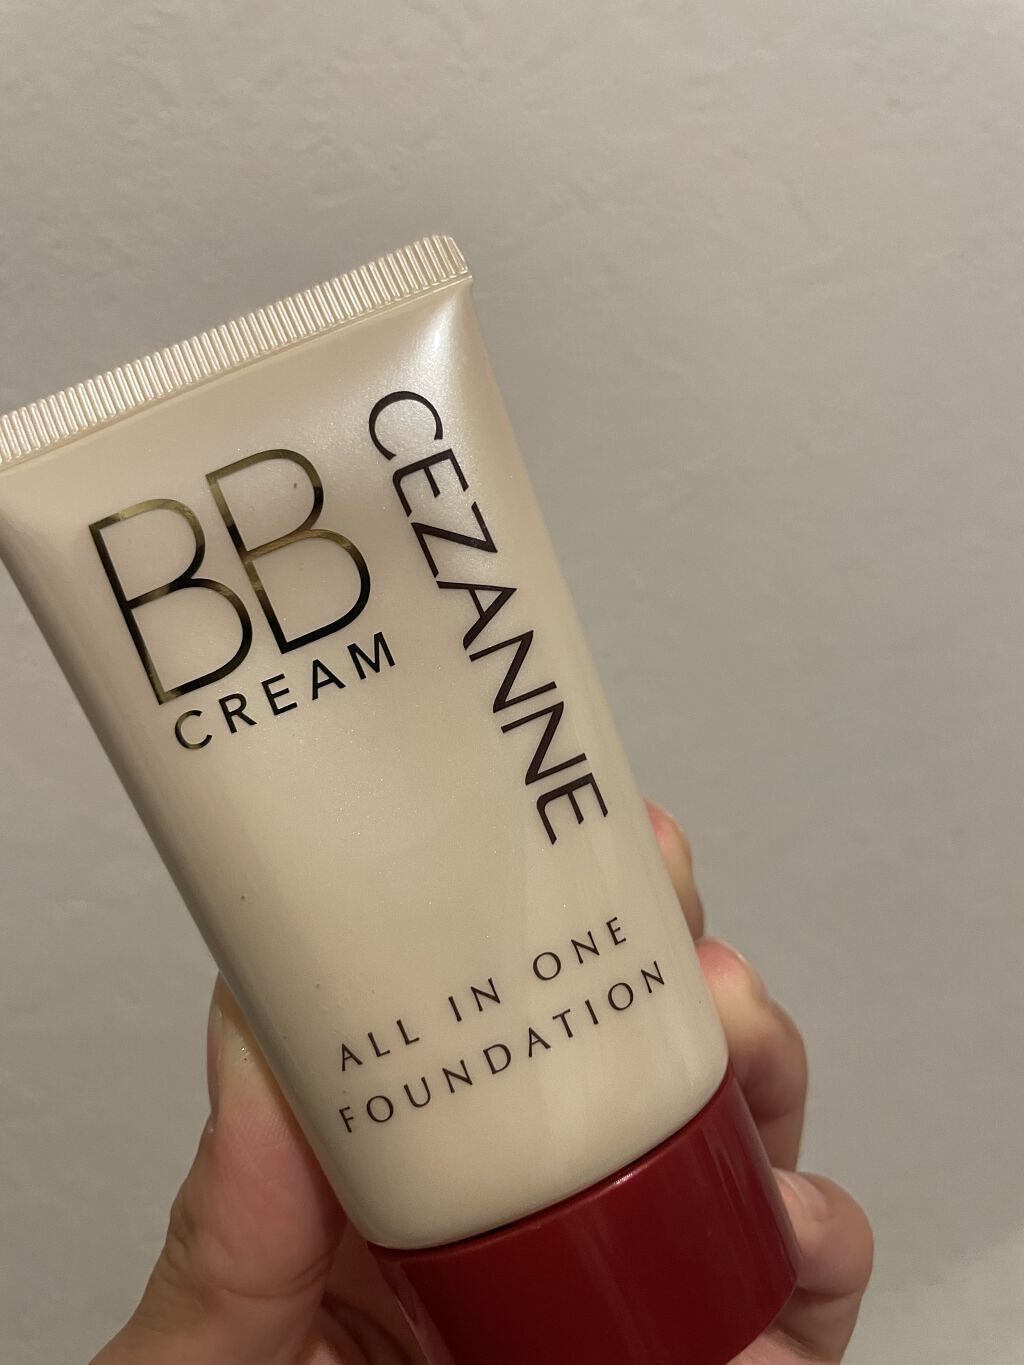 BB
CREAM
CEZANNE
ALL IN ONE
FOUNDATION